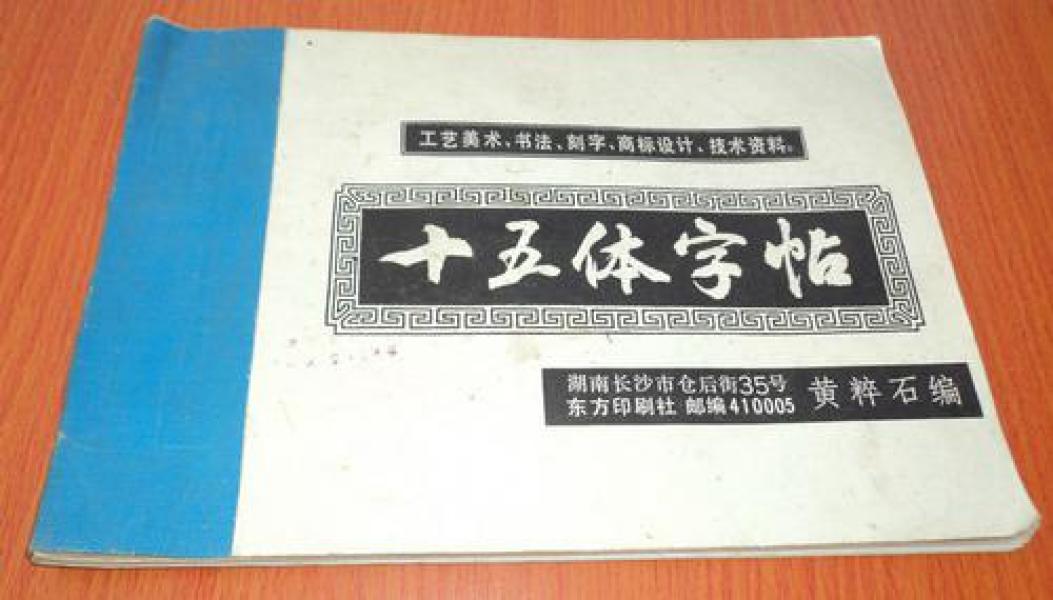 工艺美术、书法、刻字、商标设计、技术资料。
十五体字帖
湖南长沙市仓后街35号
东方印刷社 邮编410005
黄粹石编